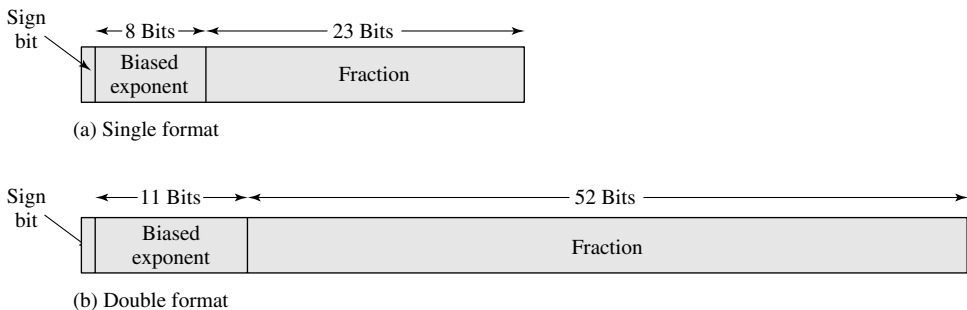 Sign
bit
8 Bits
23 Bits
Biased
exponent
Fraction
(a) Single format
Sign
bit
11 Bits
52 Bits
Biased
exponent
Fraction
(b) Double format